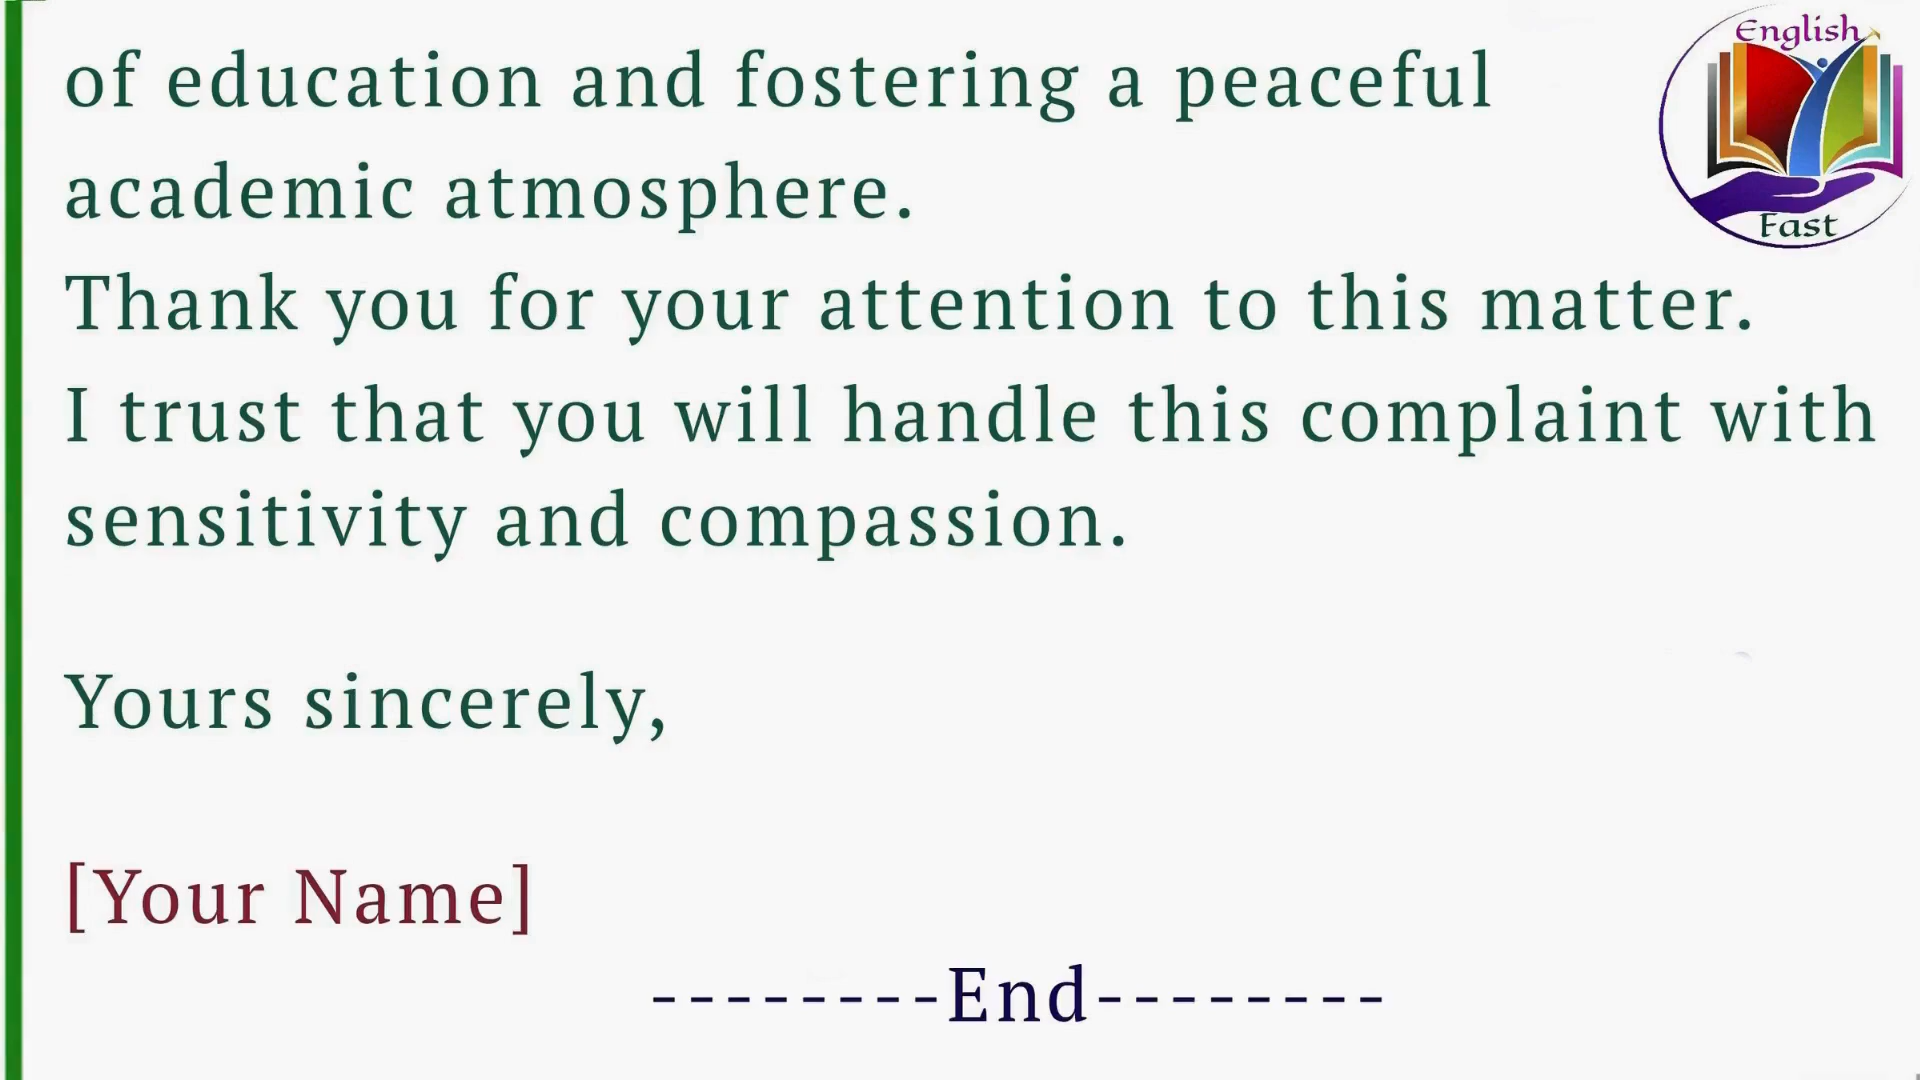 English
Fast
of education and fostering a peaceful
academic atmosphere.
Thank you for your attention to this matter.
I trust that you will handle this complaint with
sensitivity and compassion.
Yours sincerely,
[Your Name]
--------End--------